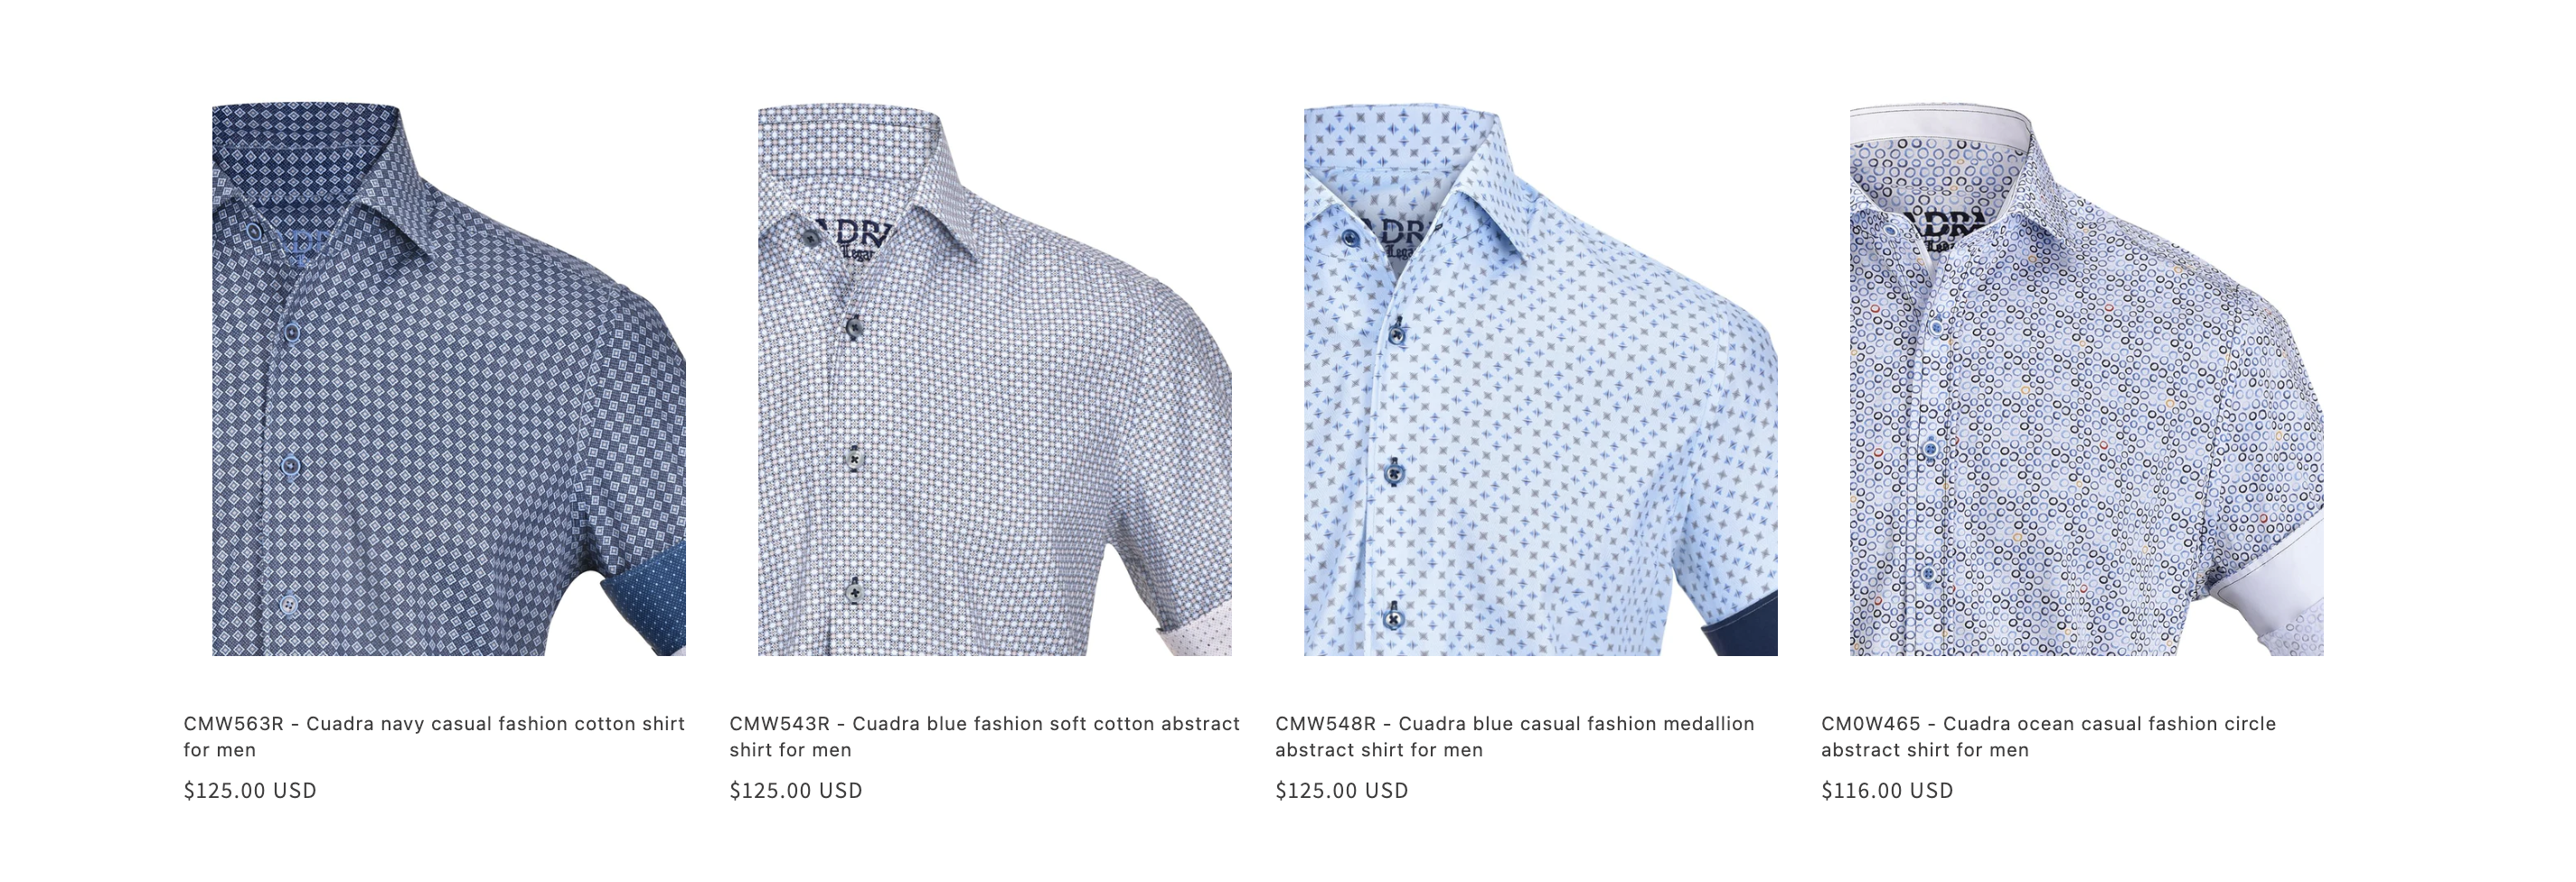 CMW563R - Cuadra navy casual fashion cotton shirt
for men
$125.00 USD
CMW543R - Cuadra blue fashion soft cotton abstract
shirt for men
$125.00 USD
CMW548R - Cuadra blue casual fashion medallion
abstract shirt for men
$125.00 USD
CM0W465 - Cuadra ocean casual fashion circle
abstract shirt for men
$116.00 USD